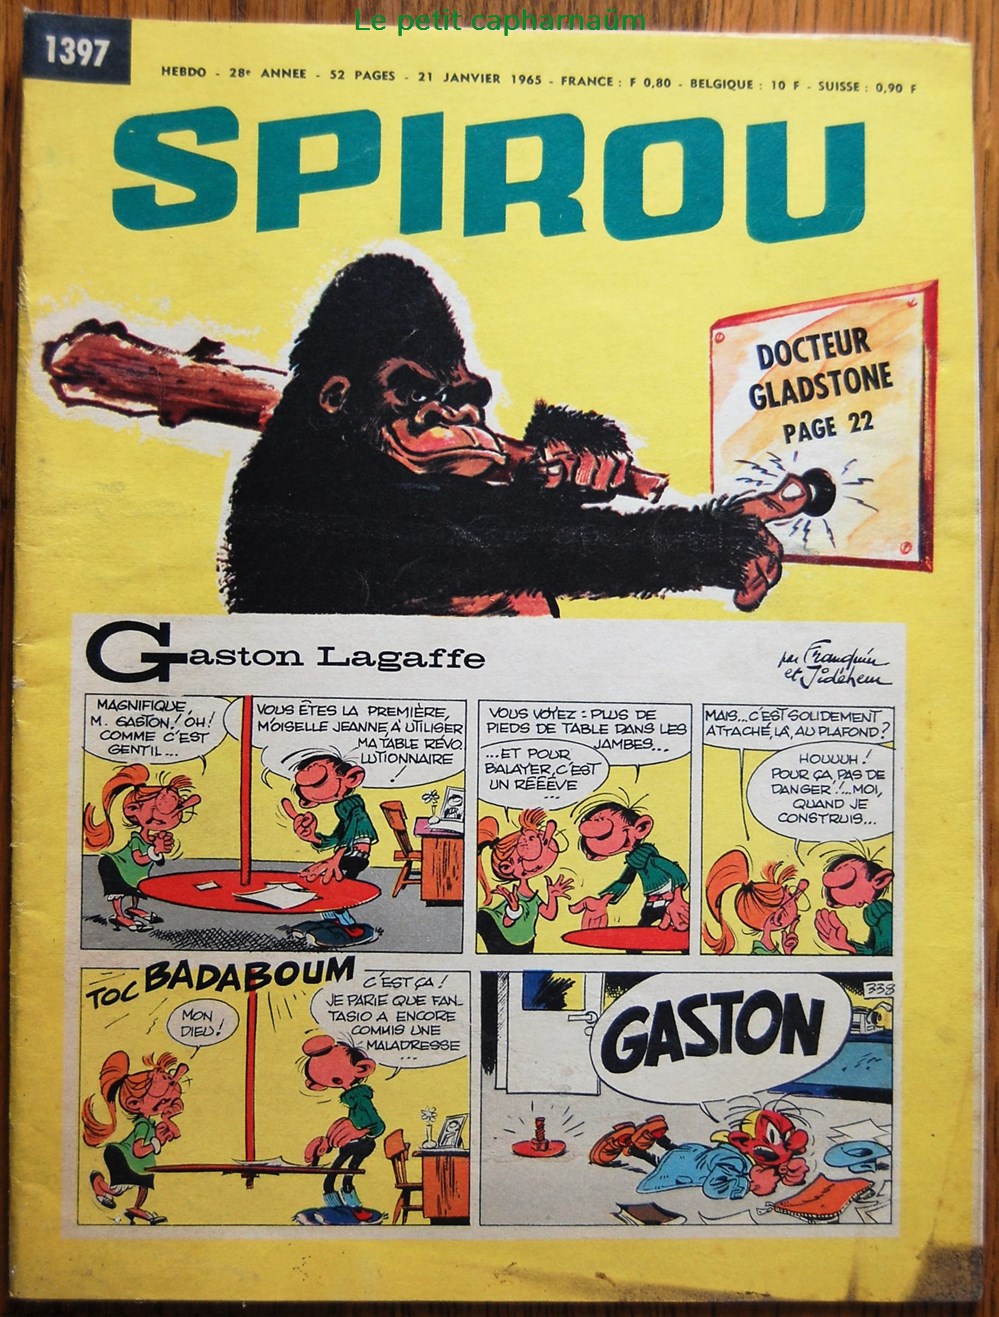 Le petit capharnaüm
1397
HEBDO - 28e ANNEE - 52 PAGES - 21 JANVIER 1965 - FRANCE : F 0,80 - BELGIQUE : 10 F - SUISSE : 0,90 F
SPIROU
DOCTEUR
GLADSTONE
PAGE 22
Gaston Lagaffe
par Franquin
et Jidéhem
MAGNIFIQUE,
M. GASTON! OH!
COMME C'EST
GENTIL...
VOUS ÊTES LA PREMIÈRE,
M'OISELLE JEANNE, À UTILISER
MA TABLE RÉVO
LUTIONNAIRE
!
VOUS VOYEZ : PLUS DE
PIEDS DE TABLE DANS LES
JAMBES...
...ET POUR
BALAYER, C'EST
UN RÊÊÊVE
...
MAIS... C'EST SOLIDEMENT
ATTACHÉ, LÀ, AU PLAFOND?
HOUUUH!
POUR ÇA PAS DE
DANGER!... MOI,
QUAND JE
CONSTRUIS...
TOC BADABOUM
MON
DIEU!
C'EST ÇA!
JE PARIE QUE FAN-
TASIO A ENCORE
COMMIS UNE
MALADRESSE
...
338
GASTON